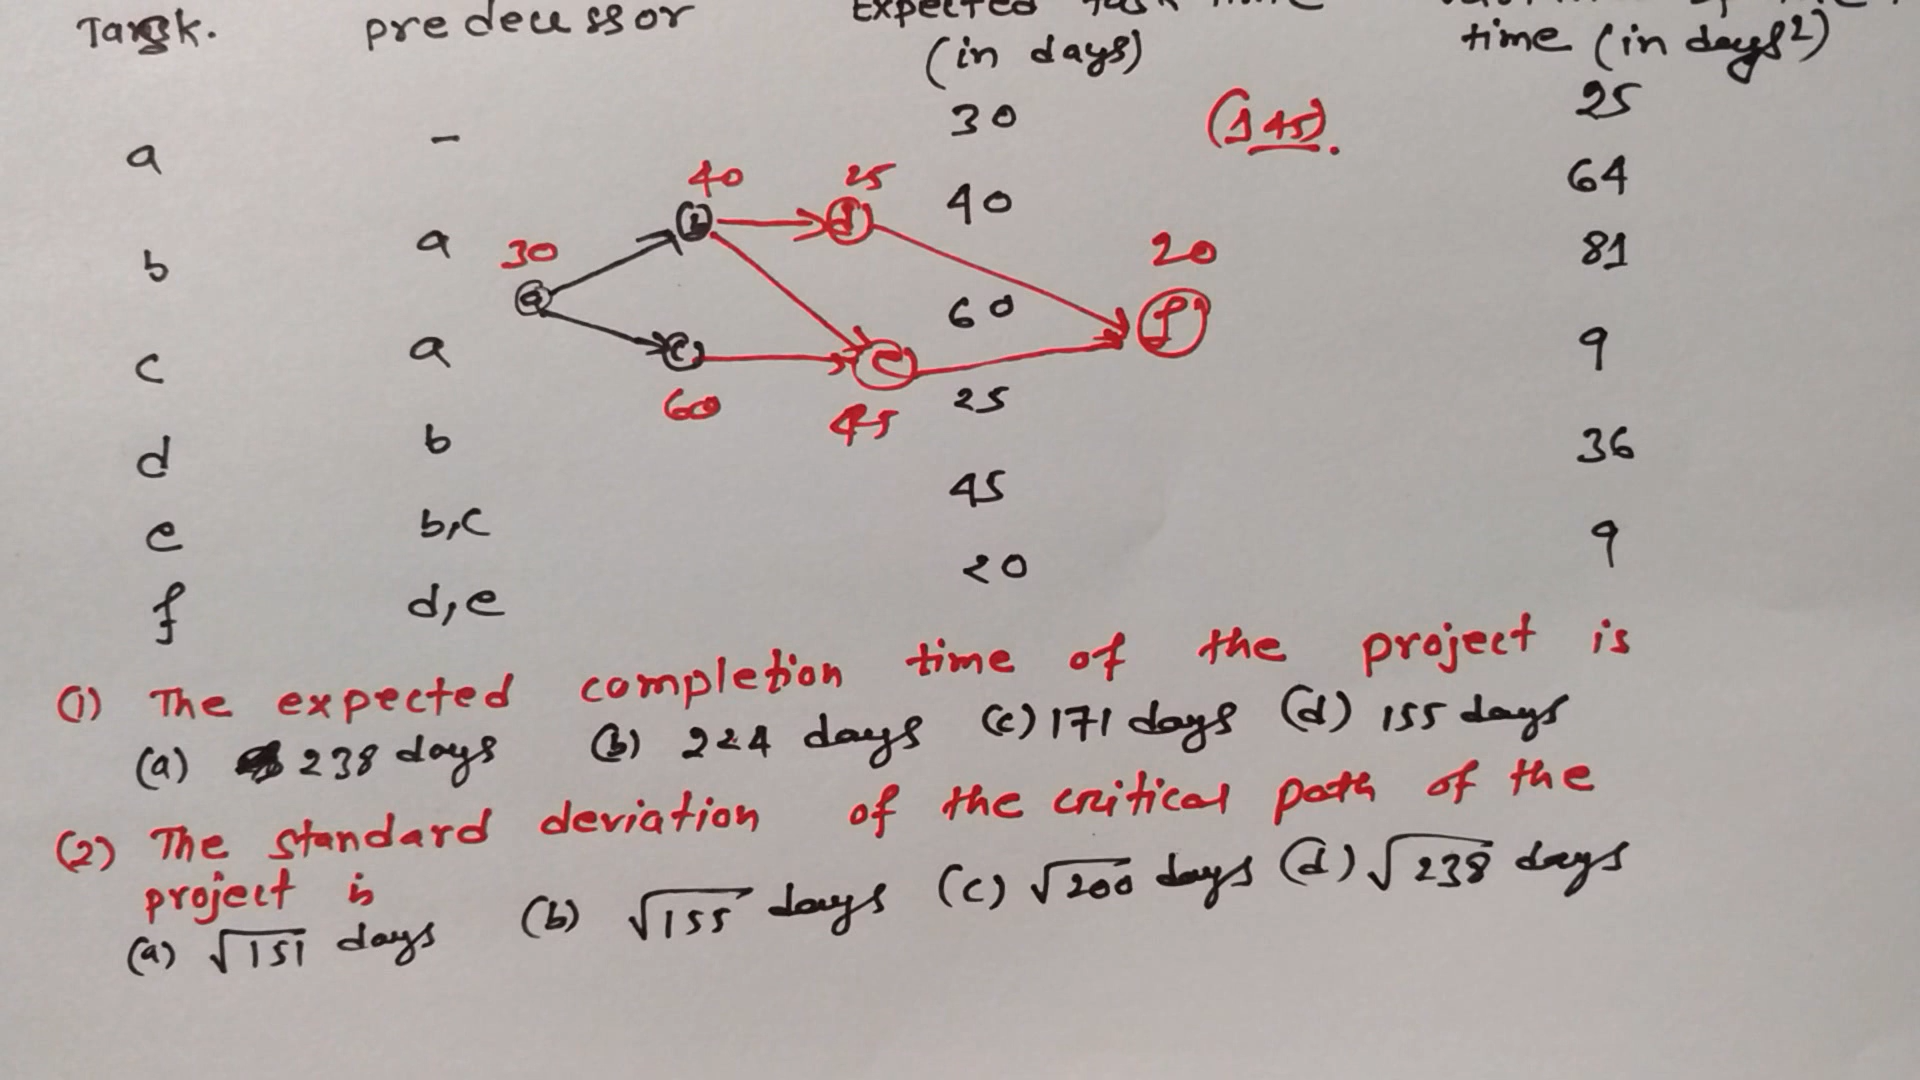 Task. predecessor Expected task time
(in days) time (in days²)
a - 30 25
b a 40 64
c a 60 81
d b 25 9
e b,c 45 36
f d,e 20 9
(145).
30 40 25 20
a b d f
c e
60 45
(1) The expected completion time of the project is
(a) 238 days (b) 224 days (c) 171 days (d) 155 days
(2) The standard deviation of the critical path of the
project is
(a) √151 days (b) √155 days (c) √200 days (d) √238 days